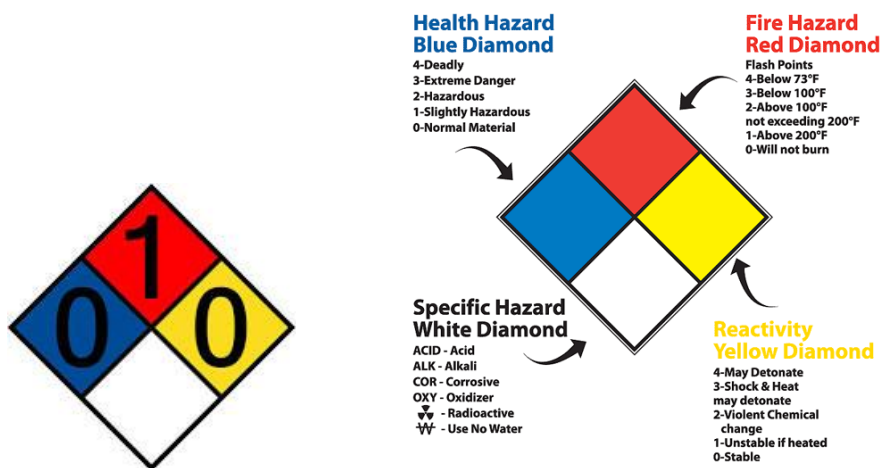 Health Hazard
Blue Diamond
4-Deadly
3-Extreme Danger
2-Hazardous
1-Slightly Hazardous
0-Normal Material
Fire Hazard
Red Diamond
Flash Points
4-Below 73°F
3-Below 100°F
2-Above 100°F
not exceeding 200°F
1-Above 200°F
0-Will not burn
1
0 0
Specific Hazard
White Diamond
ACID - Acid
ALK - Alkali
COR - Corrosive
OXY - Oxidizer
- Radioactive
W - Use No Water
Reactivity
Yellow Diamond
4-May Detonate
3-Shock & Heat
may detonate
2-Violent Chemical
change
1-Unstable if heated
0-Stable